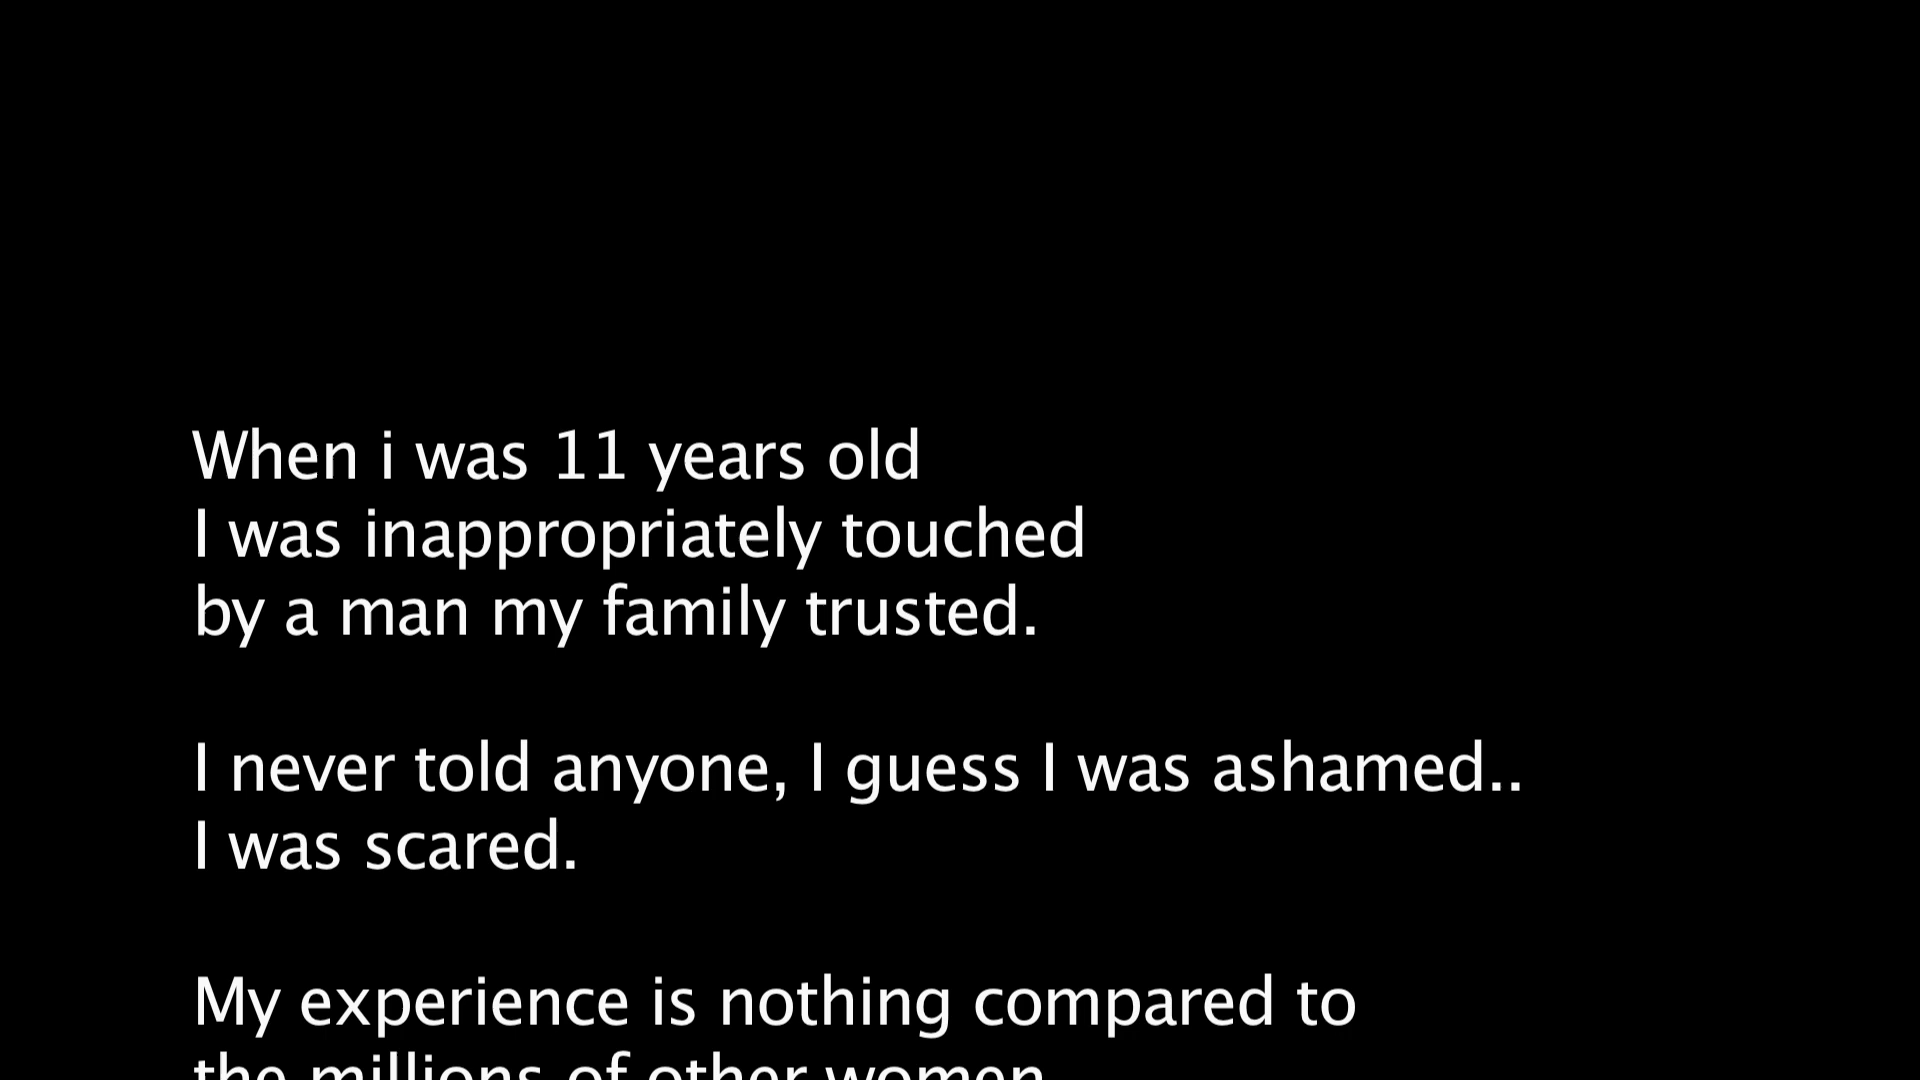 When i was 11 years old
I was inappropriately touched
by a man my family trusted.
I never told anyone, I guess I was ashamed..
I was scared.
My experience is nothing compared to
the millions of other women